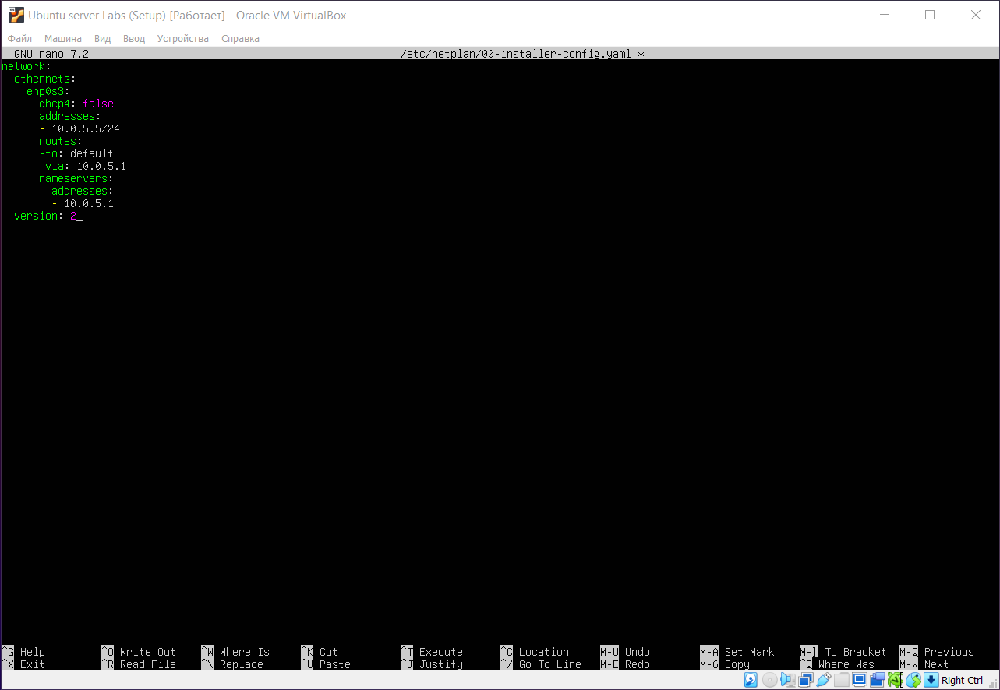 Ubuntu server Labs (Setup) [Работает] - Oracle VM VirtualBox
Файл Машина Вид Ввод Устройства Справка
GNU nano 7.2 /etc/netplan/00-installer-config.yaml *
network:
  ethernets:
    enp0s3:
      dhcp4: false
      addresses:
      - 10.0.5.5/24
      routes:
      -to: default
       via: 10.0.5.1
      nameservers:
        addresses:
        - 10.0.5.1
  version: 2_
^G Help ^O Write Out ^W Where Is ^K Cut ^T Execute ^C Location M-U Undo M-A Set Mark M-] To Bracket M-Q Previous
^X Exit ^R Read File ^\ Replace ^U Paste ^J Justify ^/ Go To Line M-E Redo M-6 Copy ^Q Where Was M-W Next
Right Ctrl